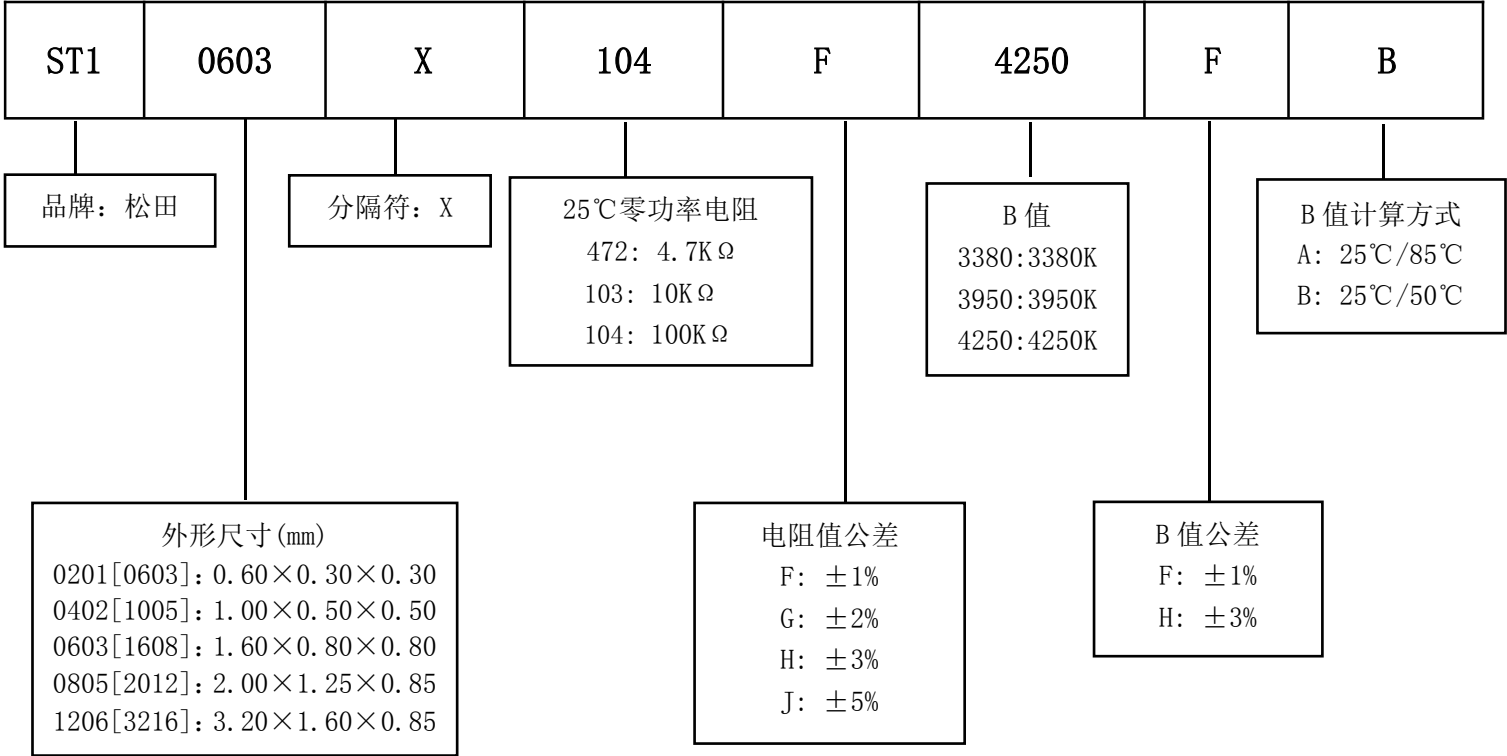 ST1 0603 X 104 F 4250 F B
品牌: 松田
分隔符: X
25℃零功率电阻
472: 4.7KΩ
103: 10KΩ
104: 100KΩ
B值
3380:3380K
3950:3950K
4250:4250K
B值计算方式
A: 25℃/85℃
B: 25℃/50℃
外形尺寸(mm)
0201[0603]:0.60×0.30×0.30
0402[1005]:1.00×0.50×0.50
0603[1608]:1.60×0.80×0.80
0805[2012]:2.00×1.25×0.85
1206[3216]:3.20×1.60×0.85
电阻值公差
F: ±1%
G: ±2%
H: ±3%
J: ±5%
B值公差
F: ±1%
H: ±3%